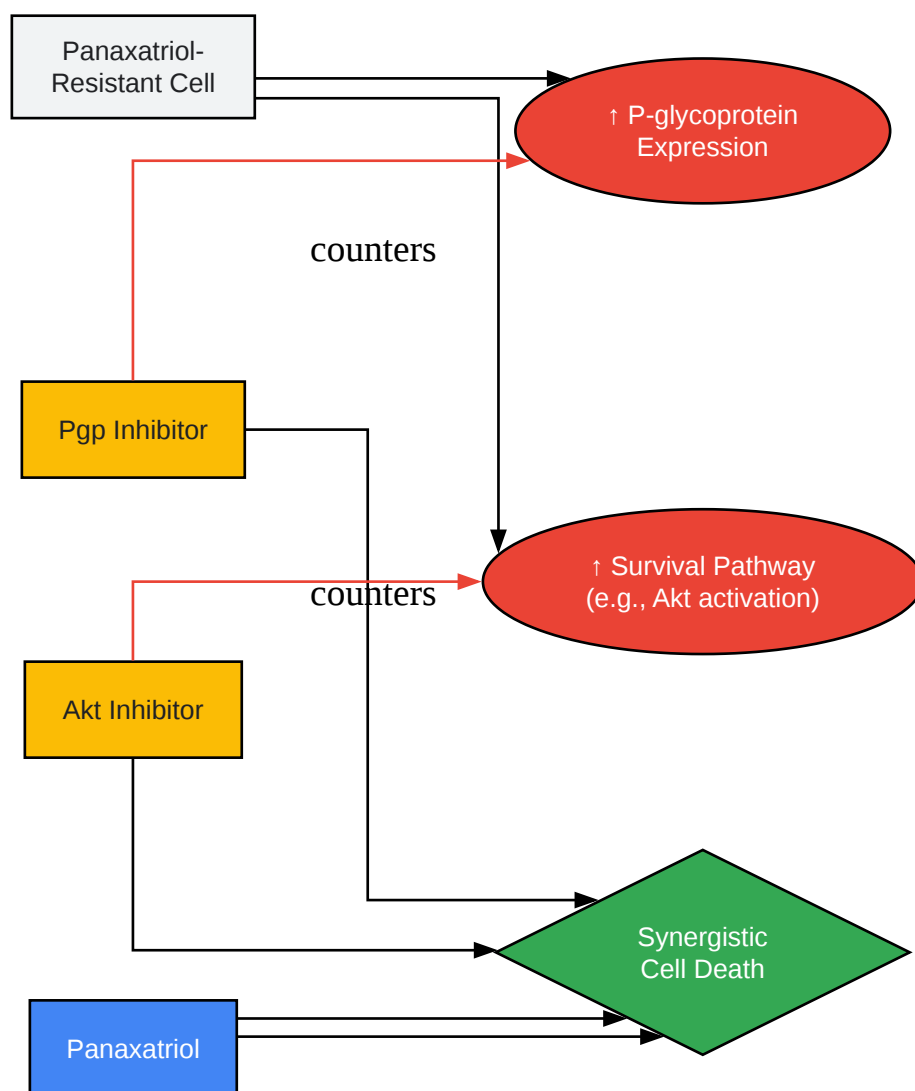 Panaxatriol-
Resistant Cell
↑ P-glycoprotein
Expression
counters
Pgp Inhibitor
↑ Survival Pathway
(e.g., Akt activation)
counters
Akt Inhibitor
Synergistic
Cell Death
Panaxatriol